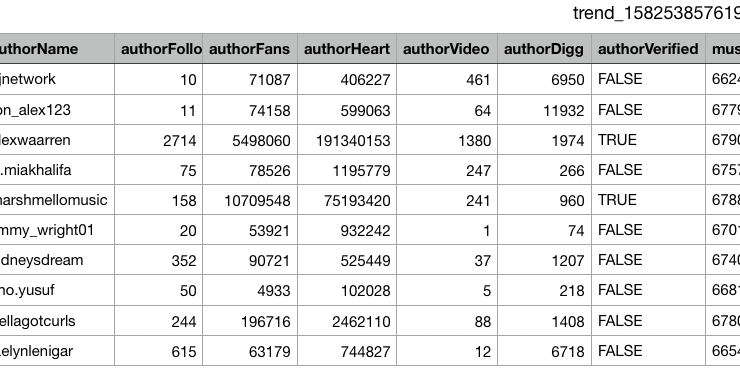 trend_158253857619
uthorName authorFollo authorFans authorHeart authorVideo authorDigg authorVerified mus
jnetwork 10 71087 406227 461 6950 FALSE 6624
on_alex123 11 74158 599063 64 11932 FALSE 6779
lexwaarren 2714 5498060 191340153 1380 1974 TRUE 6790
.miakhalifa 75 78526 1195779 247 266 FALSE 6757
narshmellomusic 158 10709548 75193420 241 960 TRUE 6788
mmy_wright01 20 53921 932242 1 74 FALSE 6701
dneysdream 352 90721 525449 37 1207 FALSE 6740
no.yusuf 50 4933 102028 5 218 FALSE 6681
ellagotcurls 244 196716 2462110 88 1408 FALSE 6780
elynlenigar 615 63179 744827 12 6718 FALSE 6654